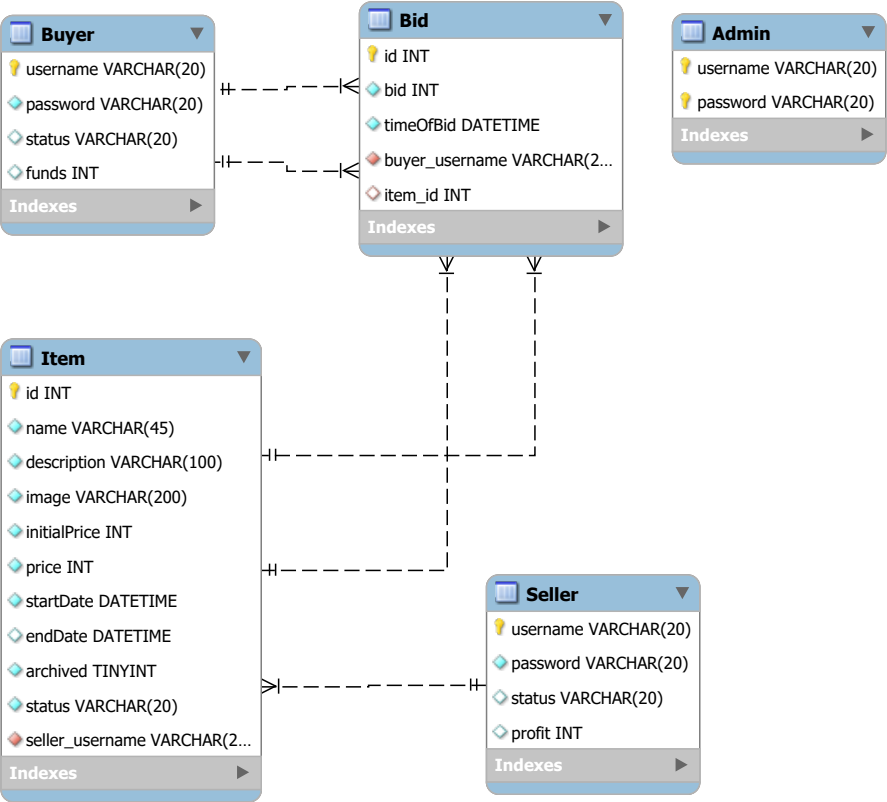 Buyer
username VARCHAR(20)
password VARCHAR(20)
status VARCHAR(20)
funds INT
Indexes
Bid
id INT
bid INT
timeOfBid DATETIME
buyer_username VARCHAR(2...
item_id INT
Indexes
Admin
username VARCHAR(20)
password VARCHAR(20)
Indexes
Item
id INT
name VARCHAR(45)
description VARCHAR(100)
image VARCHAR(200)
initialPrice INT
price INT
startDate DATETIME
endDate DATETIME
archived TINYINT
status VARCHAR(20)
seller_username VARCHAR(2...
Indexes
Seller
username VARCHAR(20)
password VARCHAR(20)
status VARCHAR(20)
profit INT
Indexes